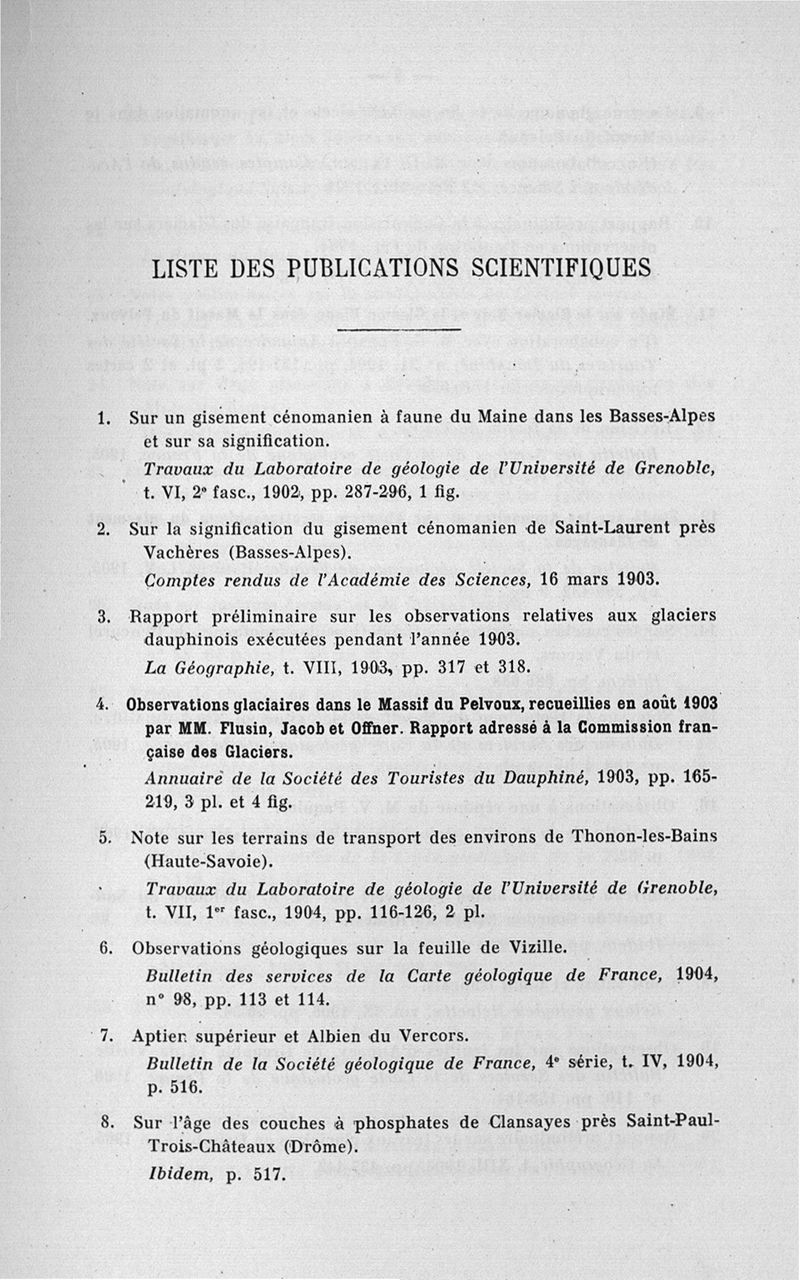 LISTE DES PUBLICATIONS SCIENTIFIQUES
1. Sur un gisement cénomanien à faune du Maine dans les Basses-Alpes
et sur sa signification.
Travaux du Laboratoire de géologie de l'Université de Grenoble,
t. VI, 2e fasc., 1902, pp. 287-296, 1 fig.
2. Sur la signification du gisement cénomanien de Saint-Laurent près
Vachères (Basses-Alpes).
Comptes rendus de l'Académie des Sciences, 16 mars 1903.
3. Rapport préliminaire sur les observations relatives aux glaciers
dauphinois exécutées pendant l'année 1903.
La Géographie, t. VIII, 1903, pp. 317 et 318.
4. Observations glaciaires dans le Massif du Pelvoux, recueillies en août 1903
par MM. Flusin, Jacob et Offner. Rapport adressé à la Commission fran-
çaise des Glaciers.
Annuaire de la Société des Touristes du Dauphiné, 1903, pp. 165-
219, 3 pl. et 4 fig.
5. Note sur les terrains de transport des environs de Thonon-les-Bains
(Haute-Savoie).
Travaux du Laboratoire de géologie de l'Université de Grenoble,
t. VII, 1er fasc., 1904, pp. 116-126, 2 pl.
6. Observations géologiques sur la feuille de Vizille.
Bulletin des services de la Carte géologique de France, 1904,
n° 98, pp. 113 et 114.
7. Aptien supérieur et Albien du Vercors.
Bulletin de la Société géologique de France, 4e série, t. IV, 1904,
p. 516.
8. Sur l'âge des couches à phosphates de Clansayes près Saint-Paul-
Trois-Châteaux (Drôme).
Ibidem, p. 517.